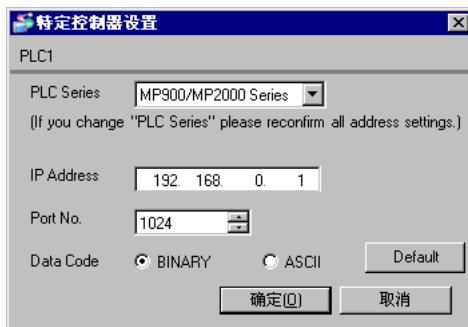 特定控制器设置
PLC1
PLC Series MP900/MP2000 Series
(If you change "PLC Series" please reconfirm all address settings.)
IP Address 192. 168. 0. 1
Port No. 1024
Data Code BINARY ASCII Default
确定(O) 取消